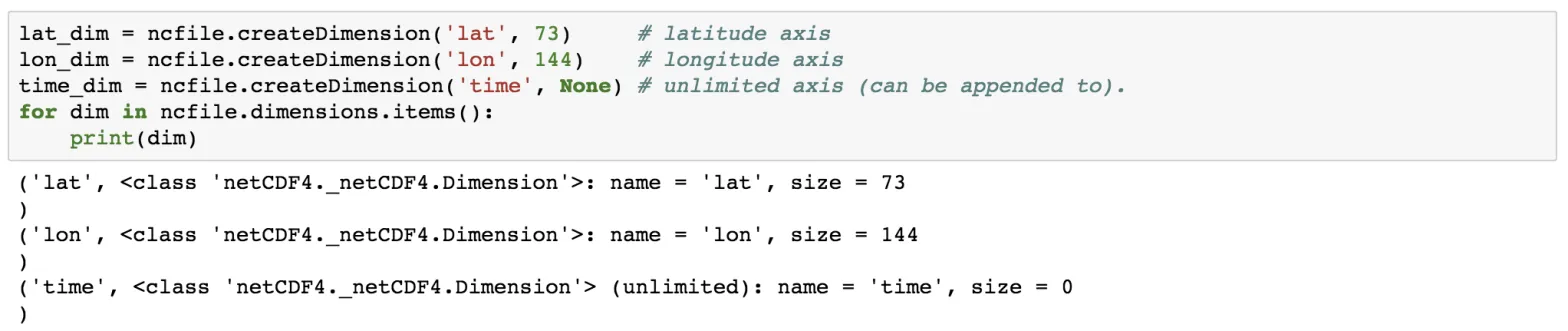 lat_dim = ncfile.createDimension('lat', 73)     # latitude axis
lon_dim = ncfile.createDimension('lon', 144)    # longitude axis
time_dim = ncfile.createDimension('time', None) # unlimited axis (can be appended to).
for dim in ncfile.dimensions.items():
    print(dim)
('lat', <class 'netCDF4._netCDF4.Dimension'>: name = 'lat', size = 73
)
('lon', <class 'netCDF4._netCDF4.Dimension'>: name = 'lon', size = 144
)
('time', <class 'netCDF4._netCDF4.Dimension'> (unlimited): name = 'time', size = 0
)